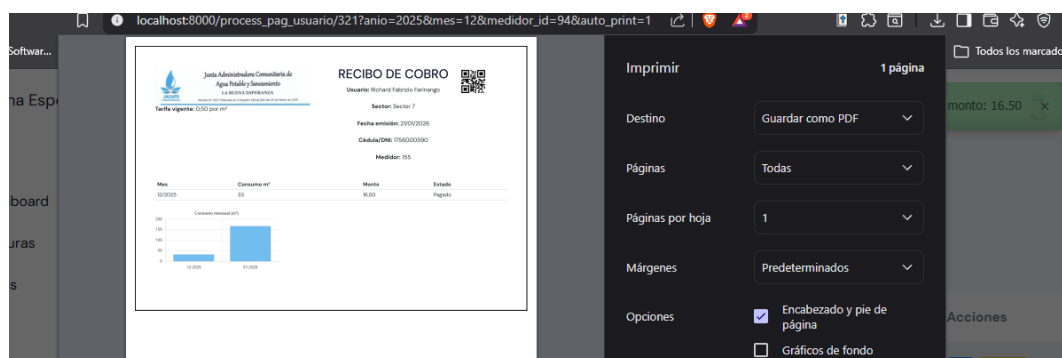 localhost:8000/process_pag_usuario/321?anio=2025&mes=12&medidor_id=94&auto_print=1
Softwar...
Todos los marcado
na Espe
board
uras
s
Junta Administradora Comunitaria de
Agua Potable y Saneamiento
LA BUENA ESPERANZA
Tarifa vigente: 0,50 por m³
RECIBO DE COBRO
Usuario: Richard Fabrizio Farinango
Sector: Sector 7
Fecha emisión: 21/01/2026
Cédula/DNI: 1756000590
Medidor: 155
Mes Consumo m³ Monto Estado
12/2025 33 16,50 Pagado
Consumo mensual (m³)
200
150
100
50
0
12/2025 01/2026
Imprimir 1 página
Destino Guardar como PDF
Páginas Todas
Páginas por hoja 1
Márgenes Predeterminados
Opciones Encabezado y pie de
página
Gráficos de fondo
monto: 16.50 ×
Acciones